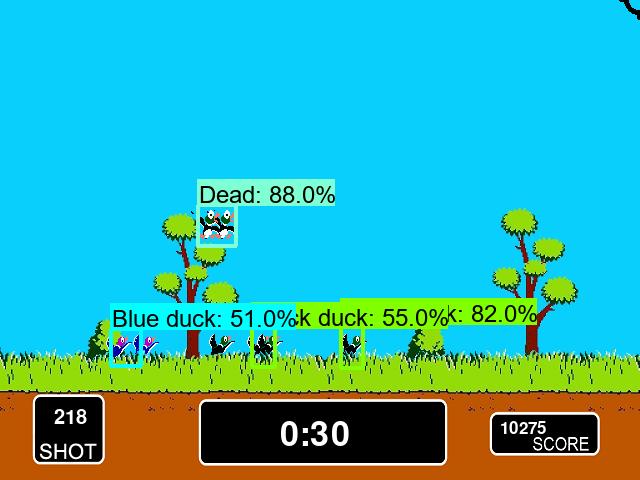 Dead: 88.0%
Blue duck: 51.0%
k duck: 55.0%
k: 82.0%
218
SHOT
0:30
10275
SCORE